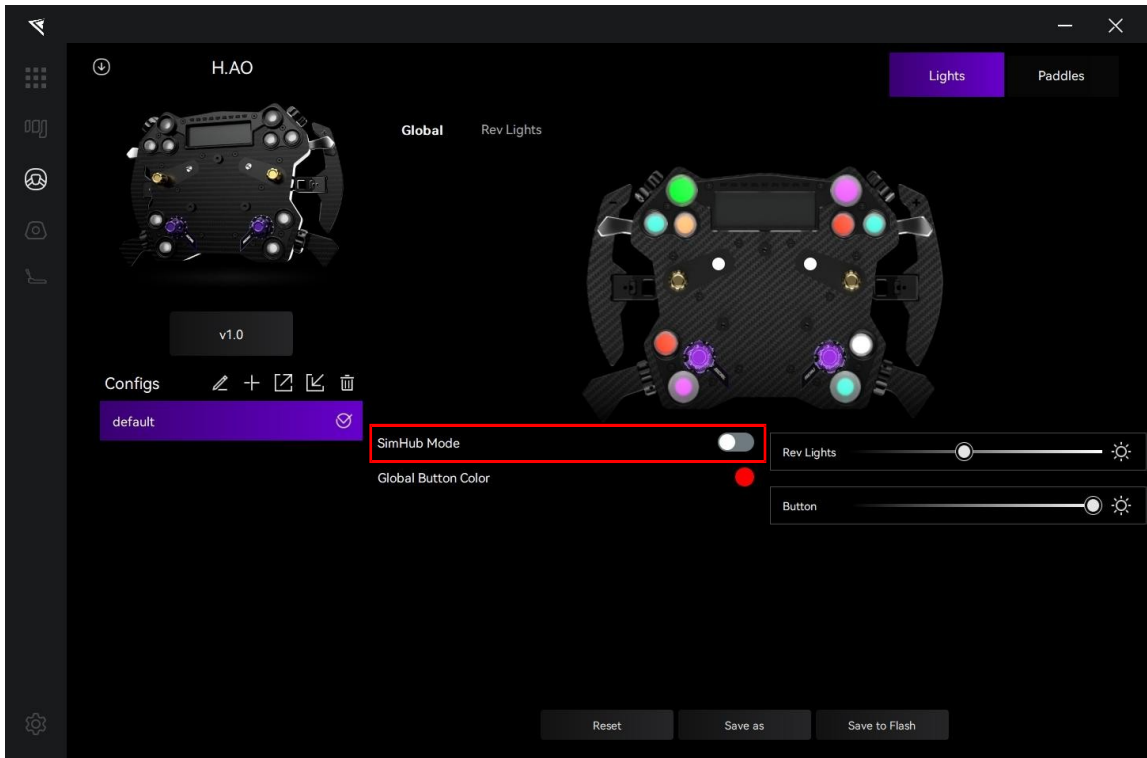 H.AO
Lights
Paddles
Global
Rev Lights
v1.0
Configs
default
SimHub Mode
Rev Lights
Global Button Color
Button
Reset
Save as
Save to Flash